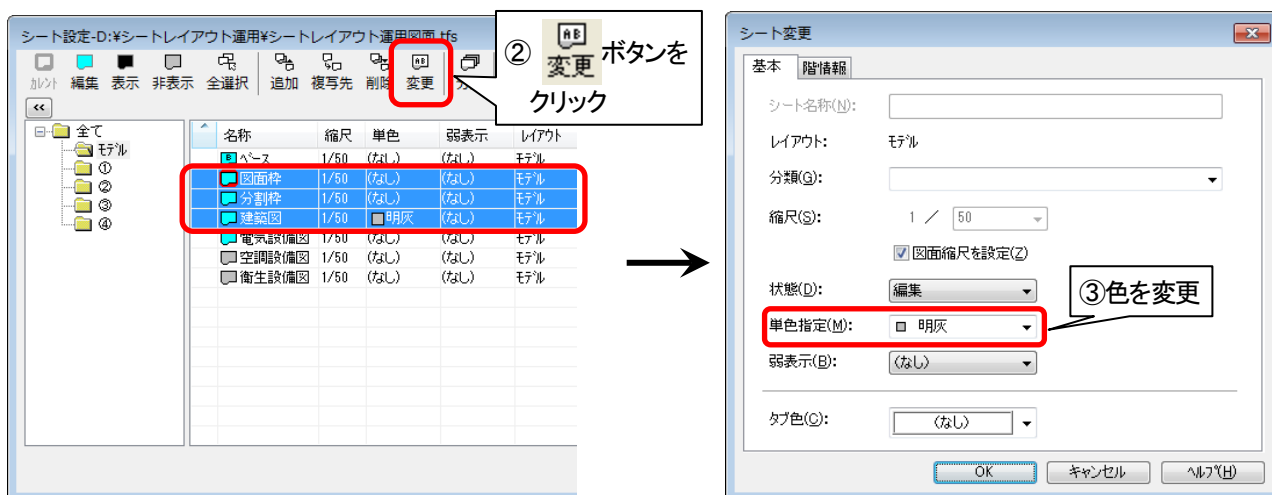 シート設定-D:¥シートレイアウト運用¥シートレイアウト運用図面.tfs
ｶﾚﾝﾄ 編集 表示 非表示 全選択 追加 複写先 削除 変更
<<
全て
ﾓﾃﾞﾙ
①
②
③
④
名称 縮尺 単色 弱表示 ﾚｲｱｳﾄ
ﾍﾞｰｽ 1/50 (なし) (なし) ﾓﾃﾞﾙ
図面枠 1/50 (なし) (なし) ﾓﾃﾞﾙ
分割枠 1/50 (なし) (なし) ﾓﾃﾞﾙ
建築図 1/50 明灰 (なし) ﾓﾃﾞﾙ
電気設備図 1/50 (なし) (なし) ﾓﾃﾞﾙ
空調設備図 1/50 (なし) (なし) ﾓﾃﾞﾙ
衛生設備図 1/50 (なし) (なし) ﾓﾃﾞﾙ
② AB 変更 ボタンを
クリック
シート変更
基本 階情報
シート名称(N):
レイアウト: ﾓﾃﾞﾙ
分類(G):
縮尺(S): 1 ／ 50
図面縮尺を設定(Z)
状態(D): 編集
単色指定(M): 明灰
弱表示(B): (なし)
タブ色(C): (なし)
OK キャンセル ﾍﾙﾌﾟ(H)
③色を変更